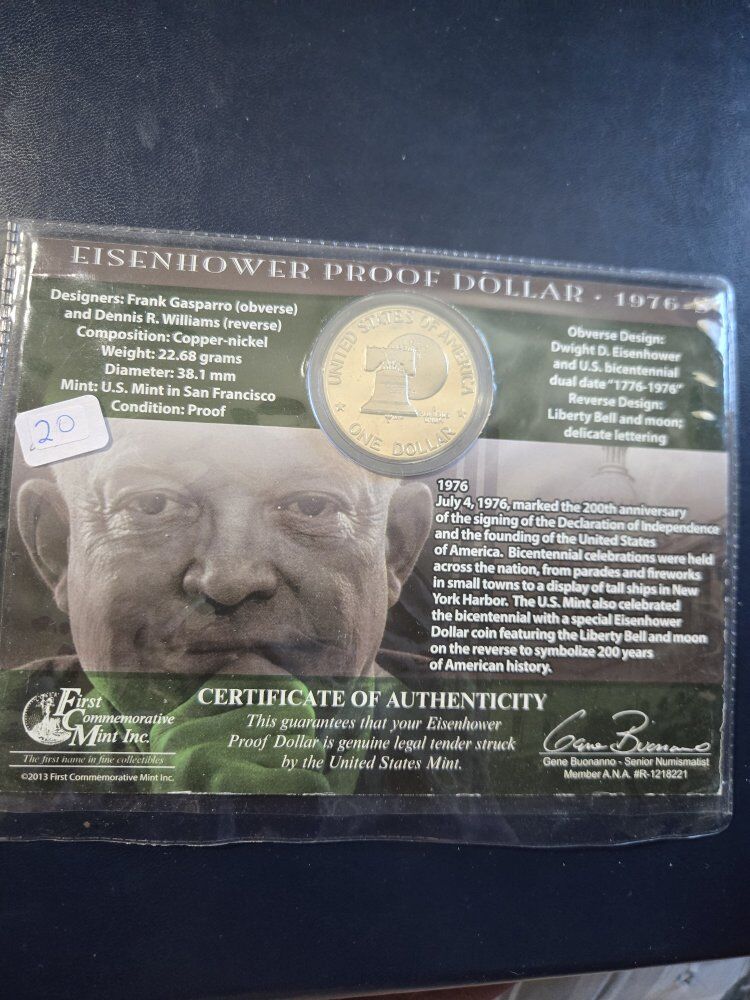 EISENHOWER PROOF DOLLAR · 1976-S
Designers: Frank Gasparro (obverse)
and Dennis R. Williams (reverse)
Composition: Copper-nickel
Weight: 22.68 grams
Diameter: 38.1 mm
Mint: U.S. Mint in San Francisco
Condition: Proof
20
UNITED STATES OF AMERICA
ONE DOLLAR
Obverse Design:
Dwight D. Eisenhower
and U.S. bicentennial
dual date "1776-1976"
Reverse Design:
Liberty Bell and moon;
delicate lettering
1976
July 4, 1976, marked the 200th anniversary
of the signing of the Declaration of Independence
and the founding of the United States
of America. Bicentennial celebrations were held
across the nation, from parades and fireworks
in small towns to a display of tall ships in New
York Harbor. The U.S. Mint also celebrated
the bicentennial with a special Eisenhower
Dollar coin featuring the Liberty Bell and moon
on the reverse to symbolize 200 years
of American history.
First
Commemorative
Mint Inc.
The first name in fine collectibles
©2013 First Commemorative Mint Inc.
CERTIFICATE OF AUTHENTICITY
This guarantees that your Eisenhower
Proof Dollar is genuine legal tender struck
by the United States Mint.
Gene Buonanno
Gene Buonanno - Senior Numismatist
Member A.N.A. #R-1218221